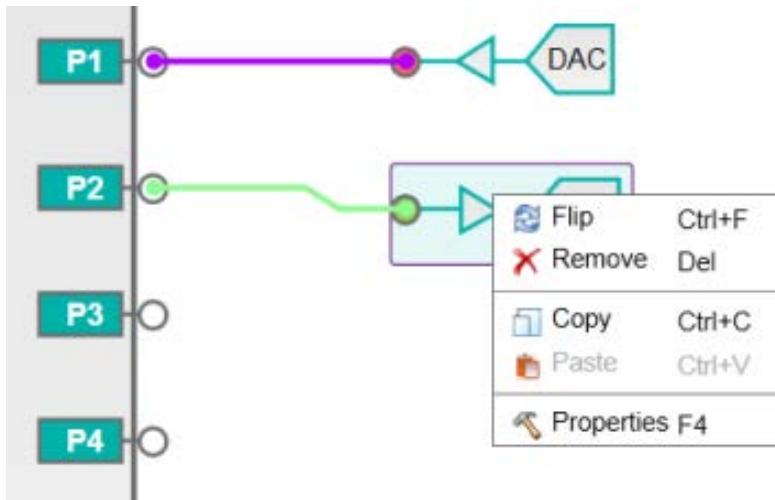 P1
DAC
P2
Flip Ctrl+F
Remove Del
P3
Copy Ctrl+C
Paste Ctrl+V
Properties F4
P4